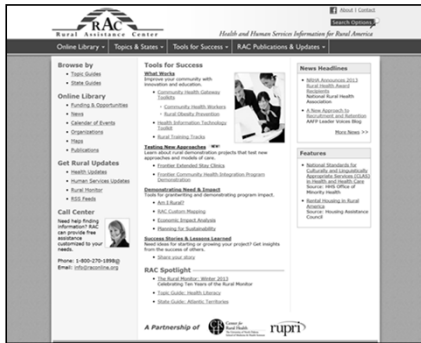 RAC
Rural Assistance Center
About | Contact
Search Options
Health and Human Services Information for Rural America
Online Library
Topics & States
Tools for Success
RAC Publications & Updates
Browse by
Topic Guides
State Guides
Online Library
Funding & Opportunities
News
Calendar of Events
Organizations
Maps
Publications
Get Rural Updates
Health Updates
Human Services Updates
Rural Monitor
RSS Feeds
Call Center
Need help finding
information? RAC
can provide free
assistance
customized to your
needs.
Phone: 1-800-270-1898
Email: info@raconline.org
Tools for Success
What Works
Improve your community with
innovation and education.
Community Health Gateway
Toolkits
Community Health Workers
Rural Obesity Prevention
Health Information Technology
Toolkit
Rural Training Tracks
Testing New Approaches
Learn about rural demonstration projects that test new
approaches and models of care.
Frontier Extended Stay Clinics
Frontier Community Health Integration Program
Demonstration
Demonstrating Need & Impact
Tools for grantwriting and demonstrating program impact.
Am I Rural?
RAC Custom Mapping
Economic Impact Analysis
Planning for Sustainability
Success Stories & Lessons Learned
Need ideas for starting or growing your project? Get insights
from the success of others.
Share your story
RAC Spotlight
The Rural Monitor: Winter 2013
Celebrating Ten Years of the Rural Monitor
Topic Guide: Health Literacy
State Guide: Atlantic Territories
News Headlines
NRHA Announces 2013
Rural Health Award
Recipients
National Rural Health
Association
A New Approach to
Recruitment and Retention
AAFP Leader Voices Blog
More News >>
Features
National Standards for
Culturally and Linguistically
Appropriate Services (CLAS)
in Health and Health Care
Source: HHS Office of
Minority Health
Rental Housing in Rural
America
Source: Housing Assistance
Council
A Partnership of
Center for
Rural Health
rupri